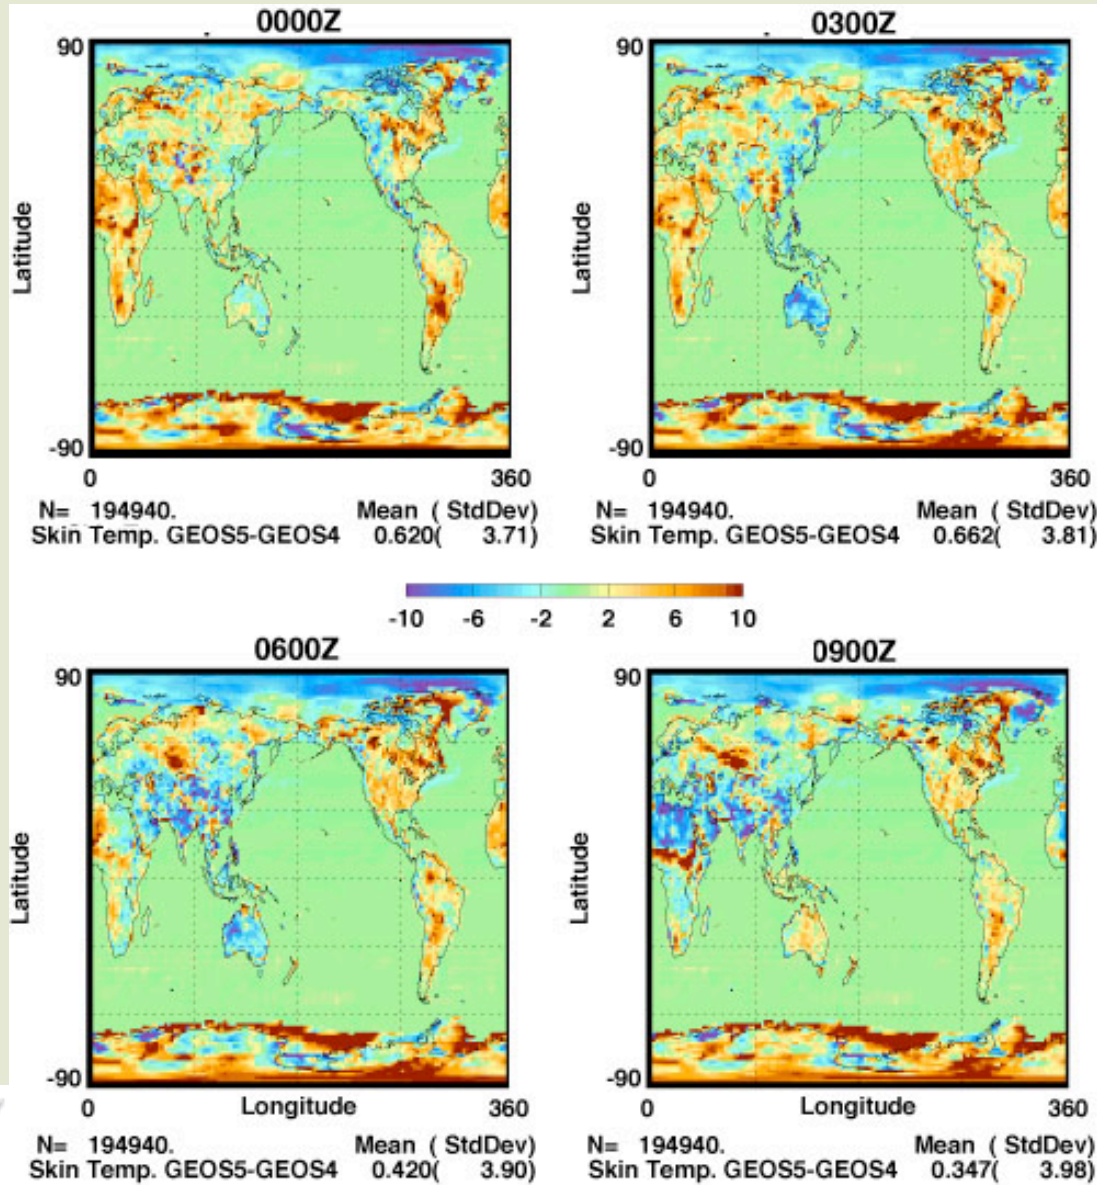 0000Z
0300Z
90
90
Latitude
Latitude
-90
-90
0
360
0
360
N= 194940. Mean ( StdDev)
Skin Temp. GEOS5-GEOS4 0.620( 3.71)
N= 194940. Mean ( StdDev)
Skin Temp. GEOS5-GEOS4 0.662( 3.81)
-10 -6 -2 2 6 10
0600Z
0900Z
90
90
Latitude
Latitude
-90
-90
0 Longitude 360
0 Longitude 360
N= 194940. Mean ( StdDev)
Skin Temp. GEOS5-GEOS4 0.420( 3.90)
N= 194940. Mean ( StdDev)
Skin Temp. GEOS5-GEOS4 0.347( 3.98)